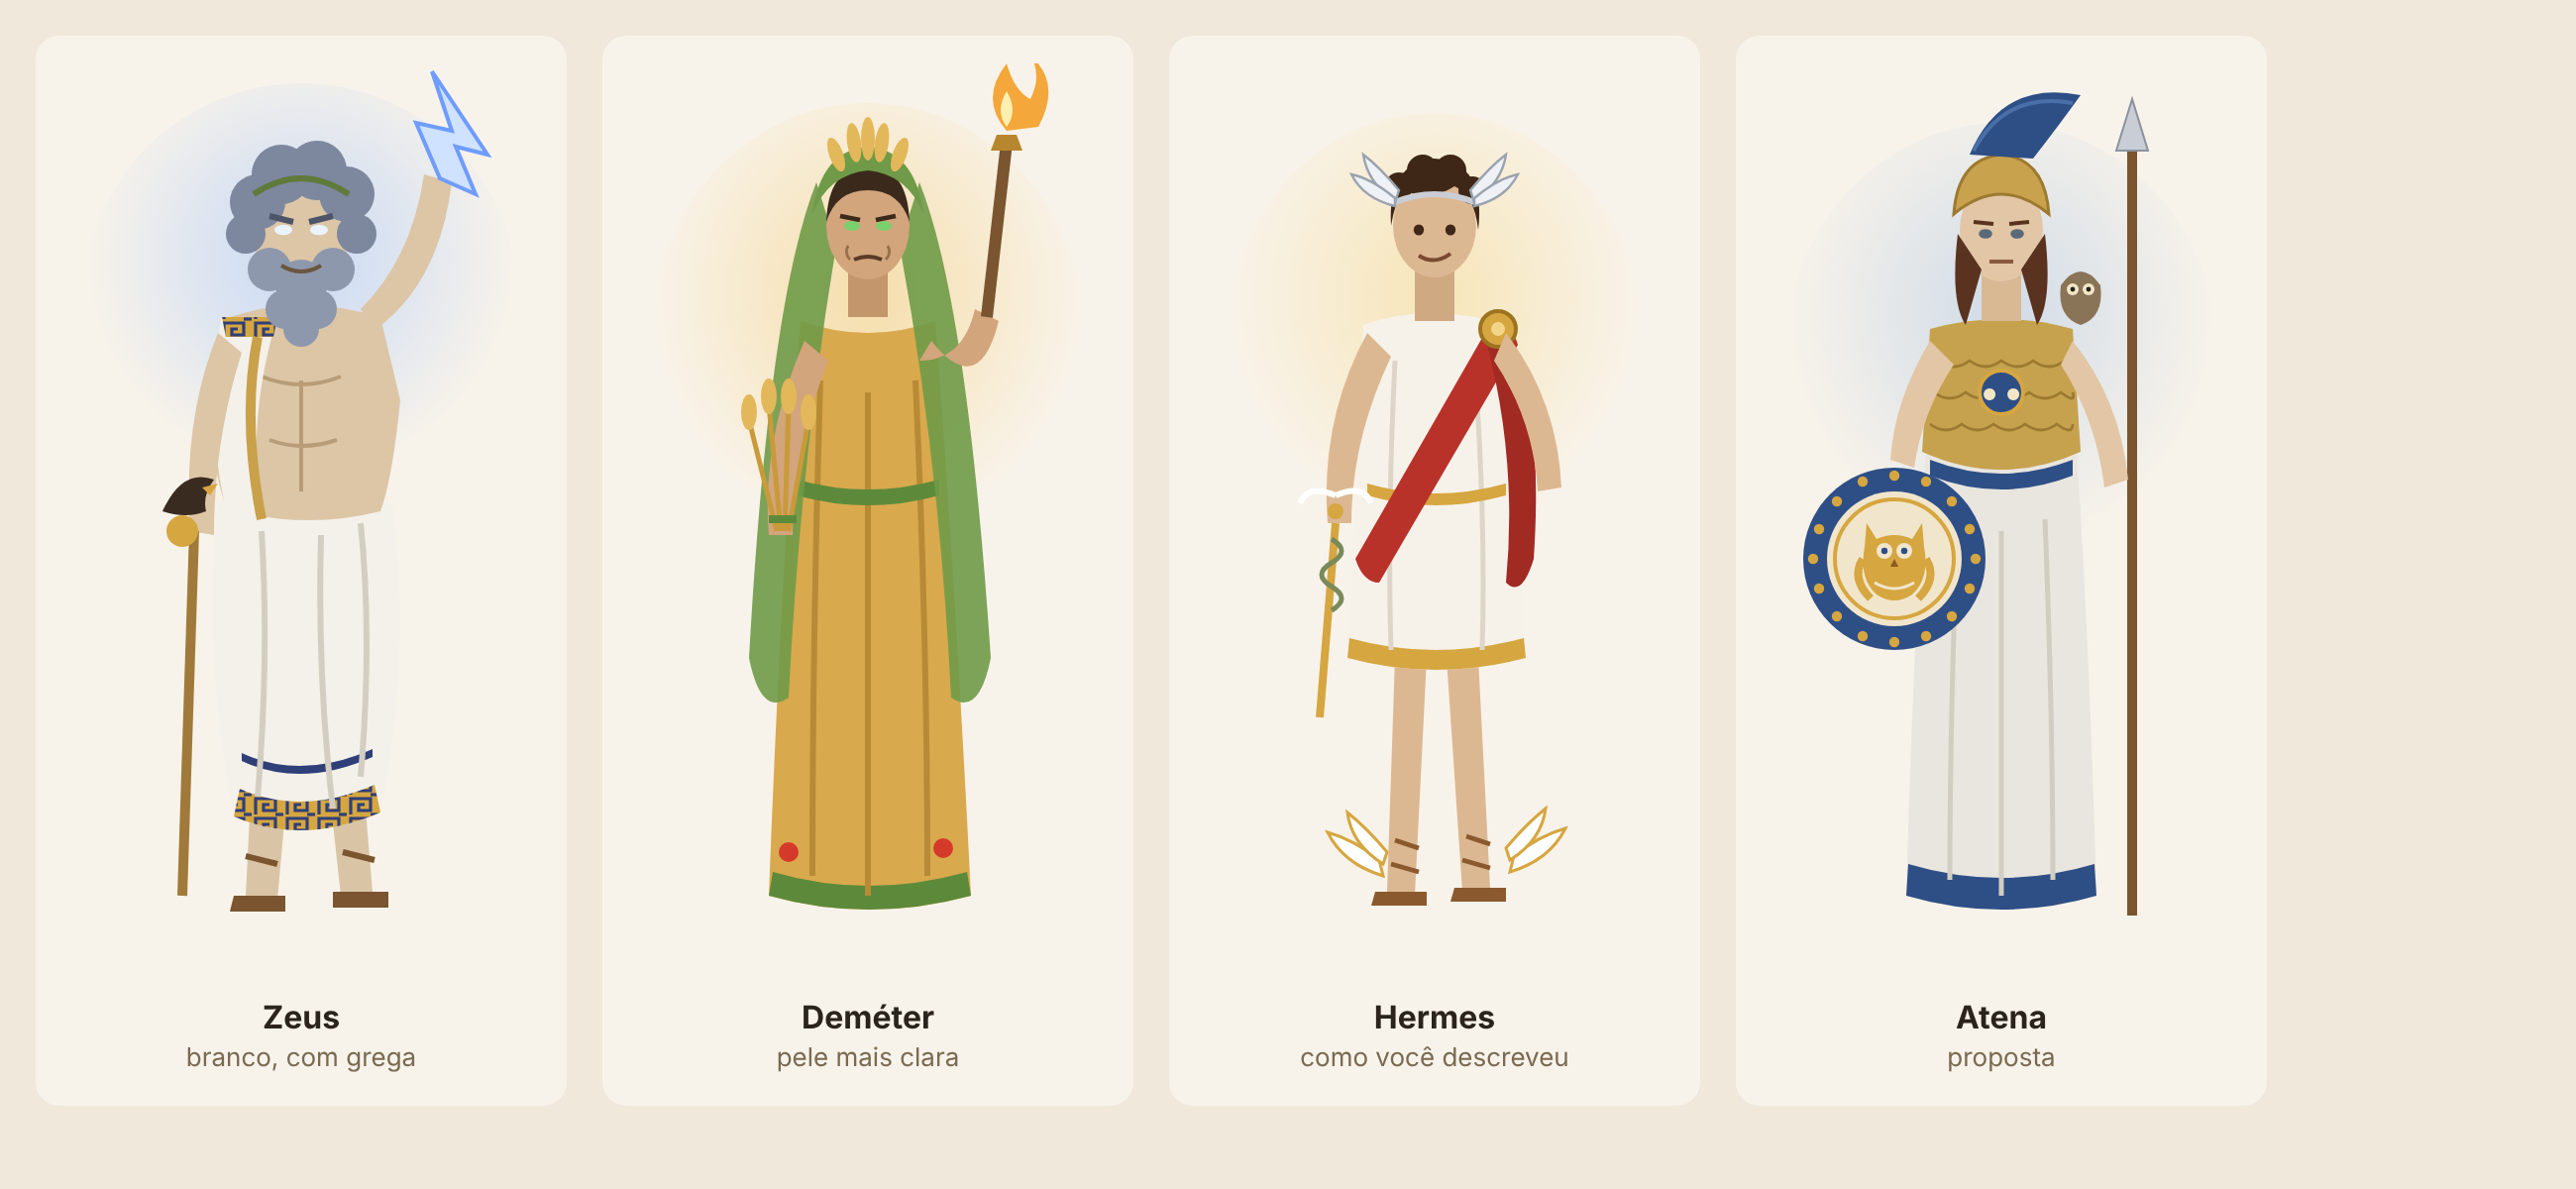 Zeus
branco, com grega
Deméter
pele mais clara
Hermes
como você descreveu
Atena
proposta